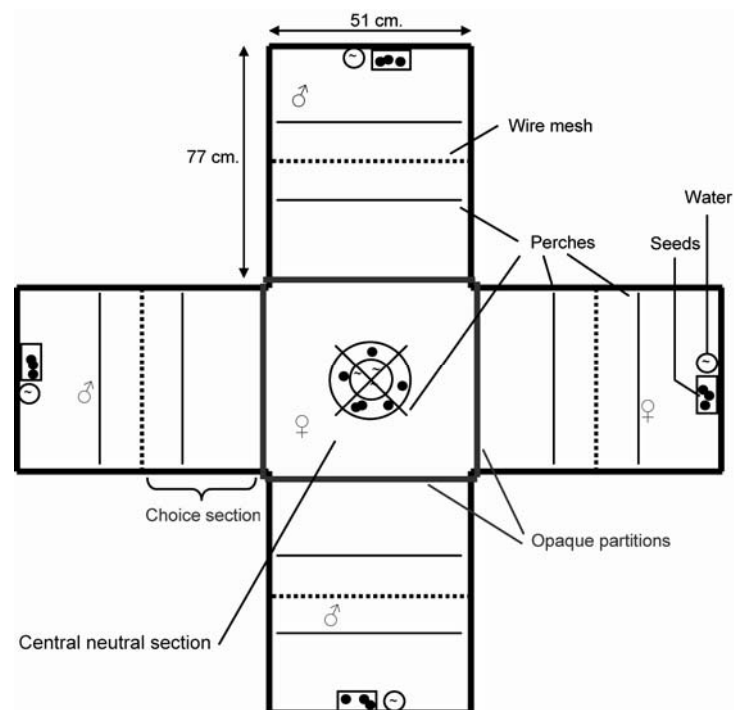 51 cm.
♂
Wire mesh
77 cm.
Water
Perches
Seeds
~
♂
♀
♀
Choice section
Opaque partitions
♂
Central neutral section